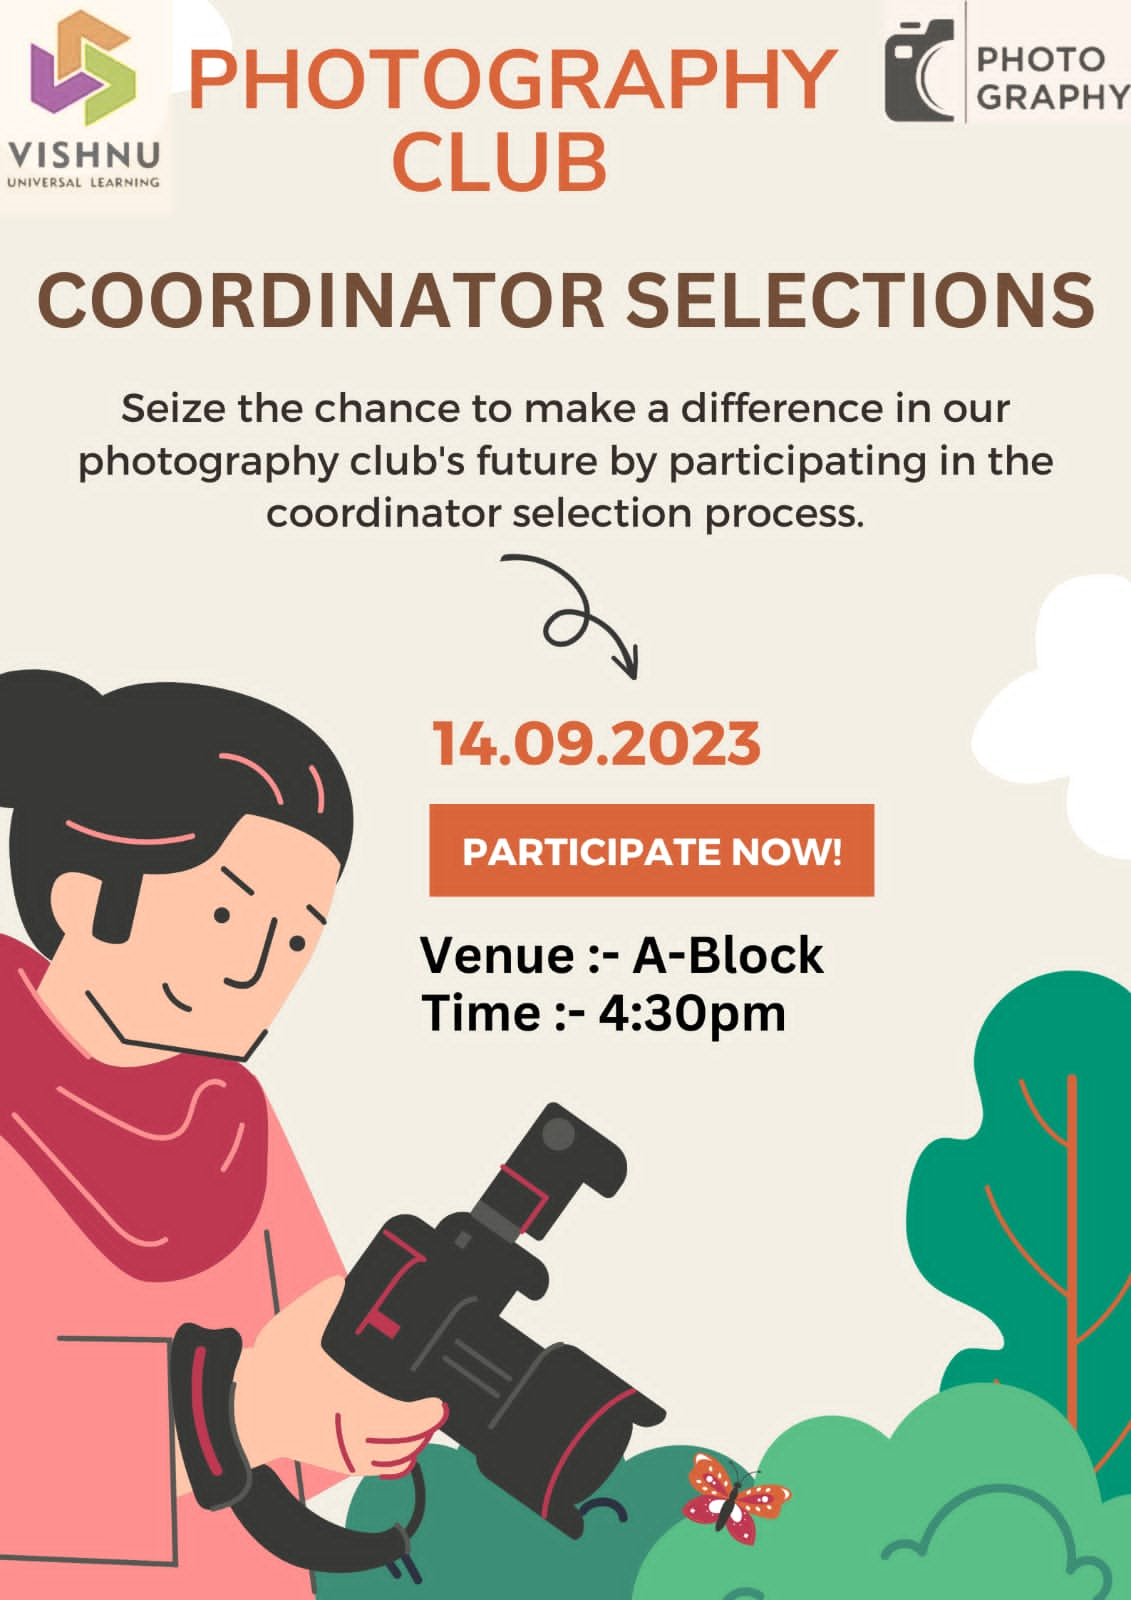 VISHNU
UNIVERSAL LEARNING
PHOTOGRAPHY
CLUB
PHOTO
GRAPHY
COORDINATOR SELECTIONS
Seize the chance to make a difference in our
photography club's future by participating in the
coordinator selection process.
14.09.2023
PARTICIPATE NOW!
Venue :- A-Block
Time :- 4:30pm